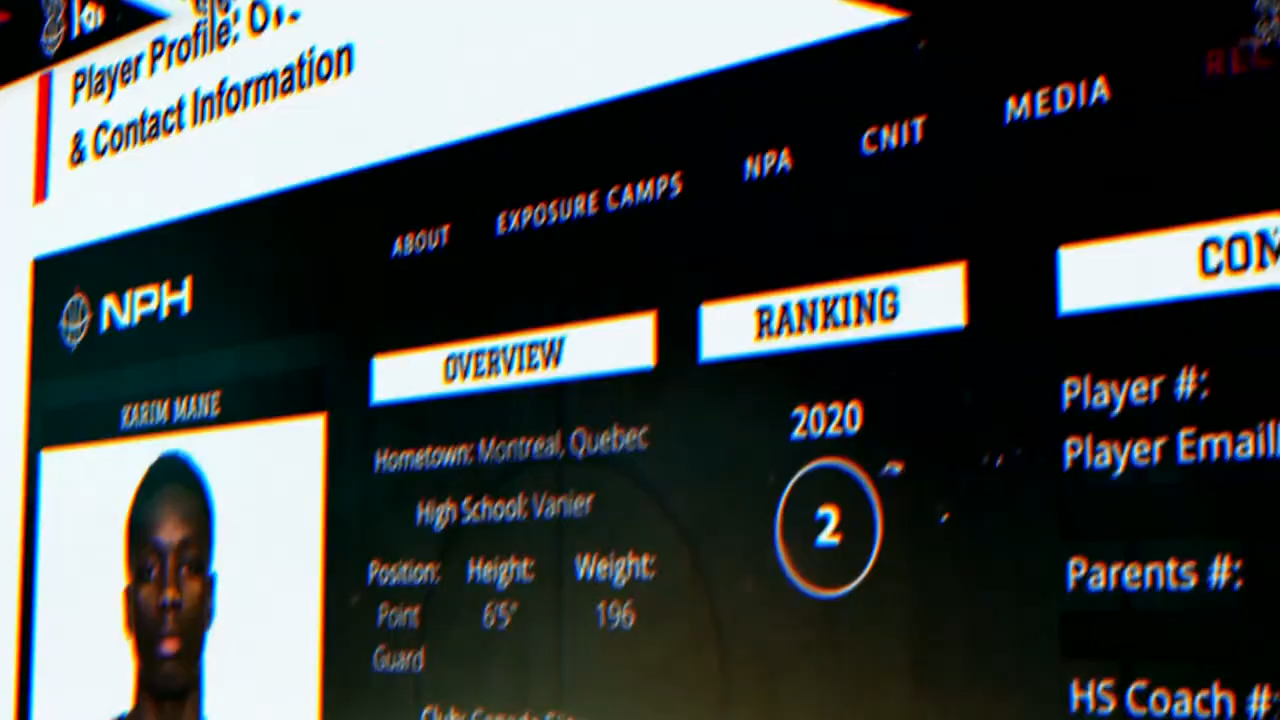 Player Profile:
& Contact Information
ABOUT
EXPOSURE CAMPS
NPA
CNIT
MEDIA
NPH
KARIM MANE
OVERVIEW
Hometown: Montreal, Quebec
High School: Vanier
Position: Height: Weight:
Point 6'5" 196
Guard
RANKING
2020
2
Player #:
Player Email
Parents #:
HS Coach #